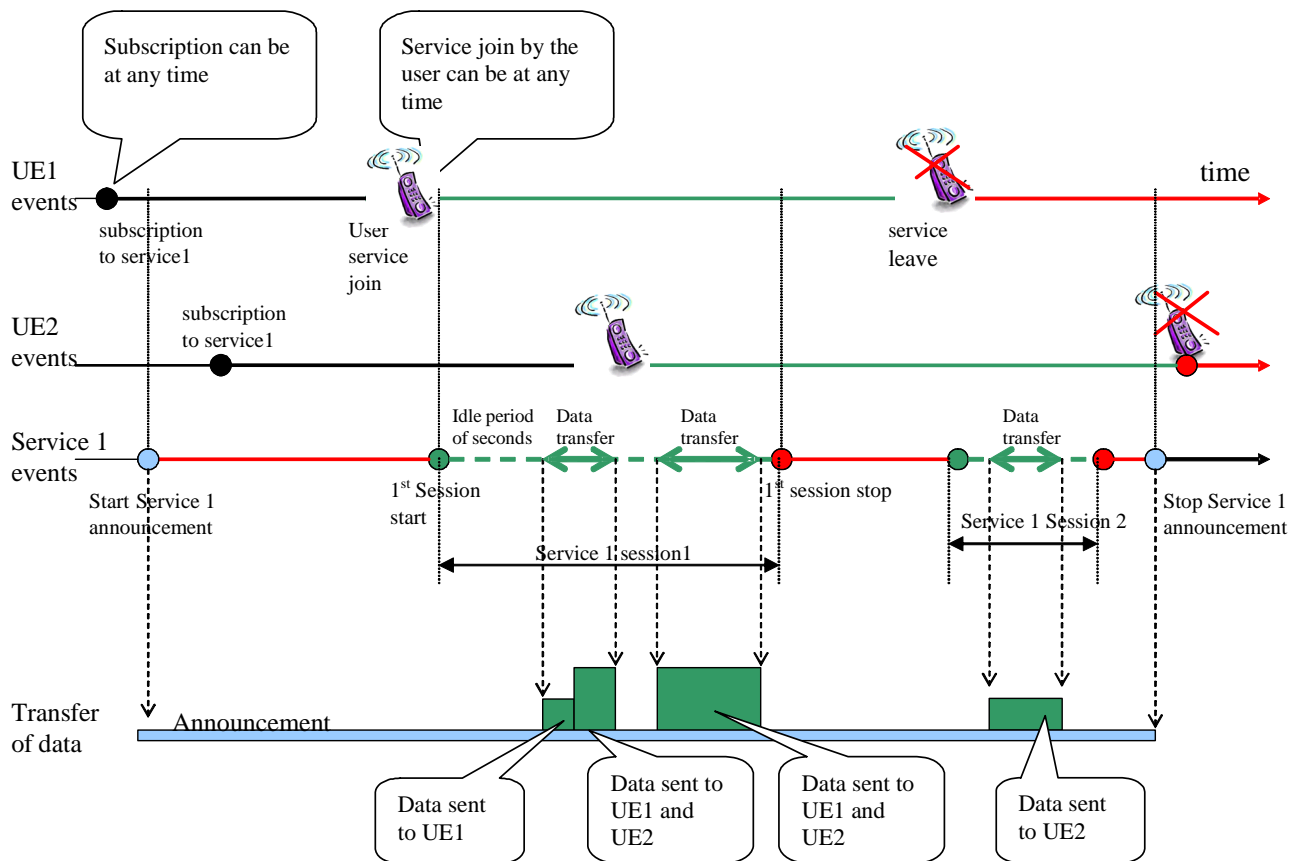 Subscription can be
at any time
Service join by the
user can be at any
time
UE1
events
time
subscription
to service1
User
service
join
service
leave
UE2
events
subscription
to service1
Service 1
events
Idle period
of seconds
Data
transfer
Data
transfer
Data
transfer
Start Service 1
announcement
1st Session
start
1st session stop
Service 1 Session 2
Stop Service 1
announcement
Service 1 session1
Transfer
of data
Announcement
Data sent
to UE1
Data sent to
UE1 and
UE2
Data sent to
UE1 and
UE2
Data sent
to UE2